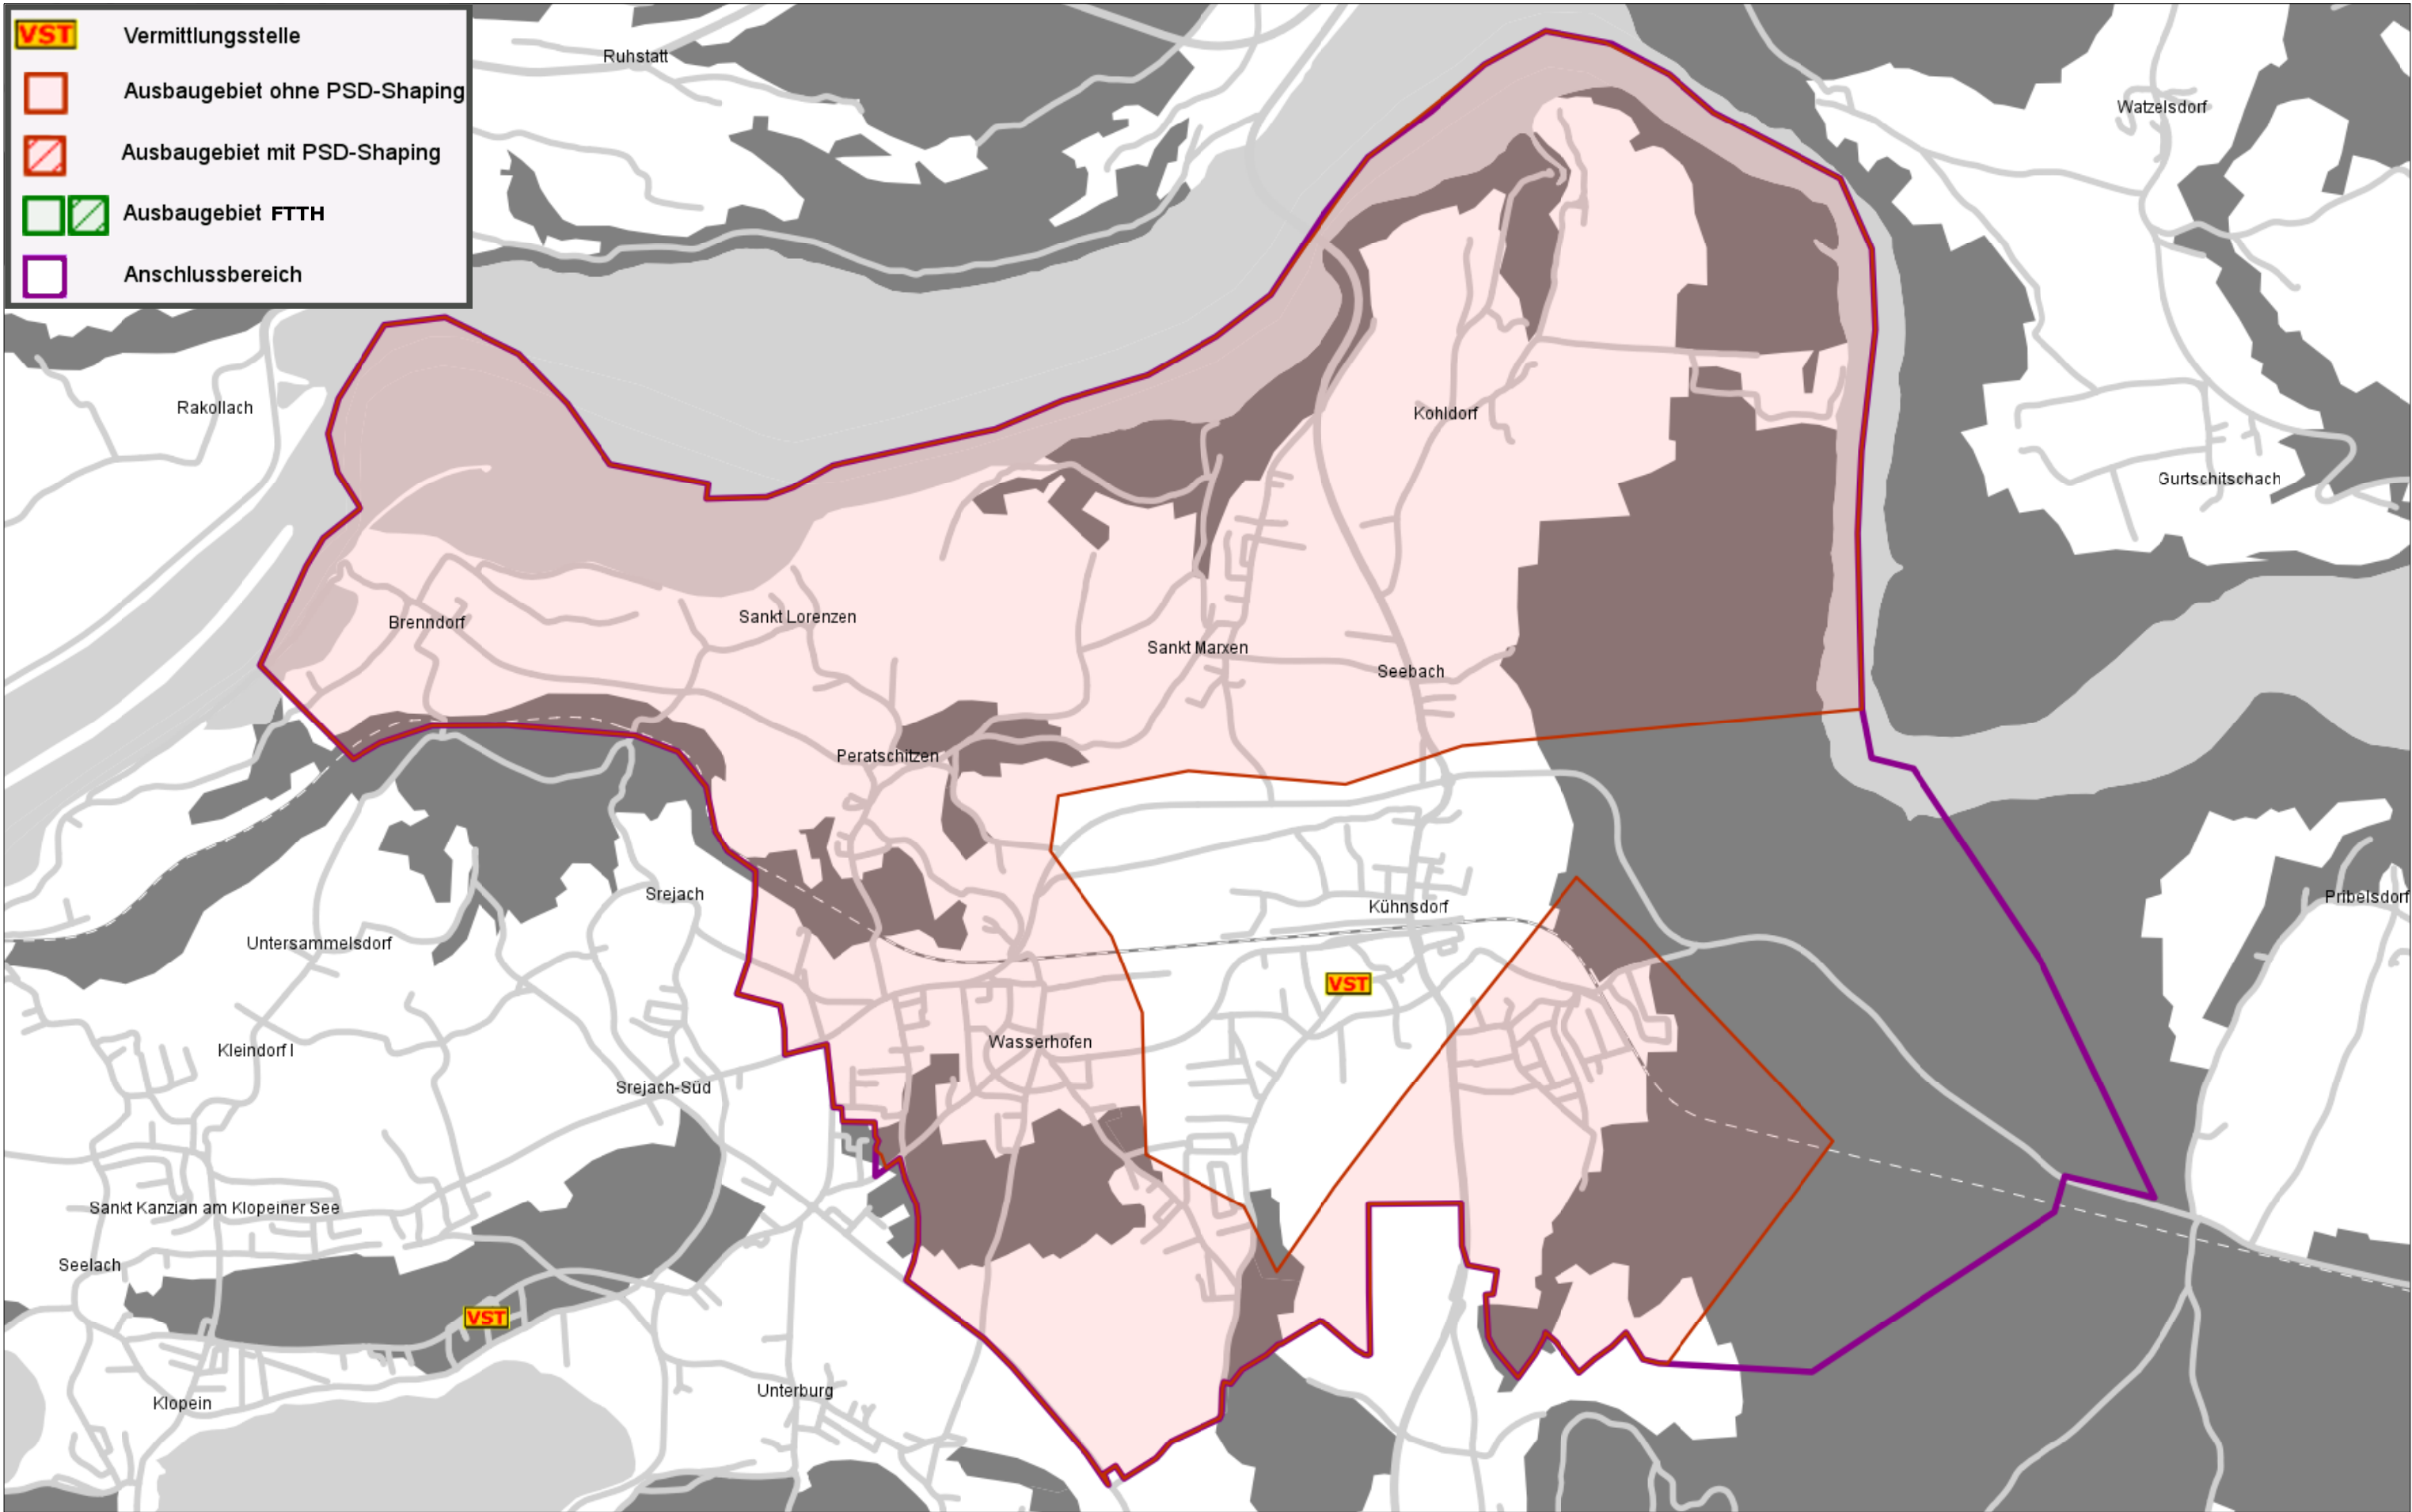 VST Vermittlungsstelle
Ausbaugebiet ohne PSD-Shaping
Ausbaugebiet mit PSD-Shaping
Ausbaugebiet FTTH
Anschlussbereich
Ruhstatt
Watzelsdorf
Rakollach
Kohldorf
Gurtschitschach
Brenndorf
Sankt Lorenzen
Sankt Marxen
Seebach
Peratschitzen
Srejach
Kühnsdorf
Pribelsdorf
Untersammelsdorf
VST
Wasserhofen
Kleindorf I
Srejach-Süd
Sankt Kanzian am Klopeiner See
Seelach
VST
Unterburg
Klopein